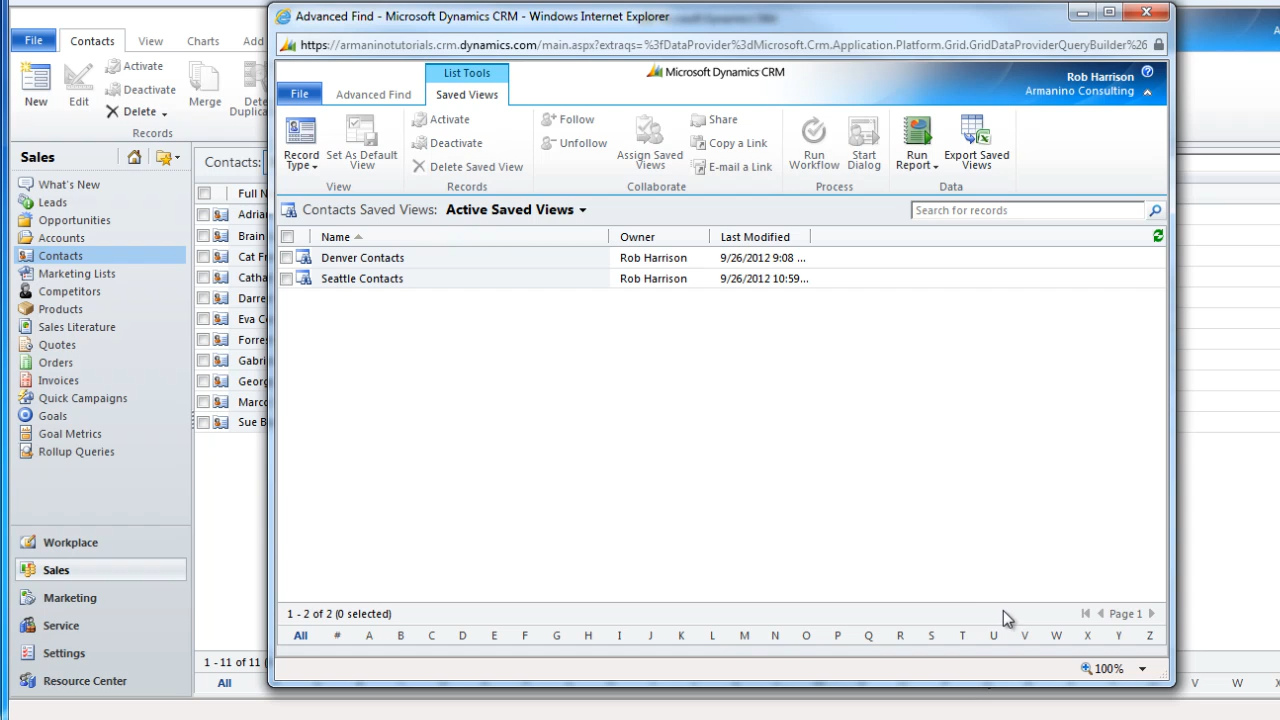 Advanced Find - Microsoft Dynamics CRM - Windows Internet Explorer
https://armaninotutorials.crm.dynamics.com/main.aspx?extraqs=%3fDataProvider%3dMicrosoft.Crm.Application.Platform.Grid.GridDataProviderQueryBuilder%26
File Contacts View Charts Add
Activate
Deactivate
Delete
New Edit Merge
Records
Sales
What's New
Leads
Opportunities
Accounts
Contacts
Marketing Lists
Competitors
Products
Sales Literature
Quotes
Orders
Invoices
Quick Campaigns
Goals
Goal Metrics
Rollup Queries
Workplace
Sales
Marketing
Service
Settings
Resource Center
Contacts:
Full N
Adria
Brain
Cat Fr
Catha
Darre
Eva C
Forre
Gabri
Georg
Marco
Sue B
1 - 11 of 11 (
All
V W X
List Tools
Microsoft Dynamics CRM
Rob Harrison
Armanino Consulting
File Advanced Find Saved Views
Record Type
Set As Default View
View
Activate
Deactivate
Delete Saved View
Records
Follow
Unfollow
Assign Saved Views
Share
Copy a Link
E-mail a Link
Collaborate
Run Workflow
Start Dialog
Process
Run Report
Export Saved Views
Data
Contacts Saved Views: Active Saved Views
Search for records
Name Owner Last Modified
Denver Contacts Rob Harrison 9/26/2012 9:08 ...
Seattle Contacts Rob Harrison 9/26/2012 10:59...
1 - 2 of 2 (0 selected) Page 1
All # A B C D E F G H I J K L M N O P Q R S T U V W X Y Z
100%